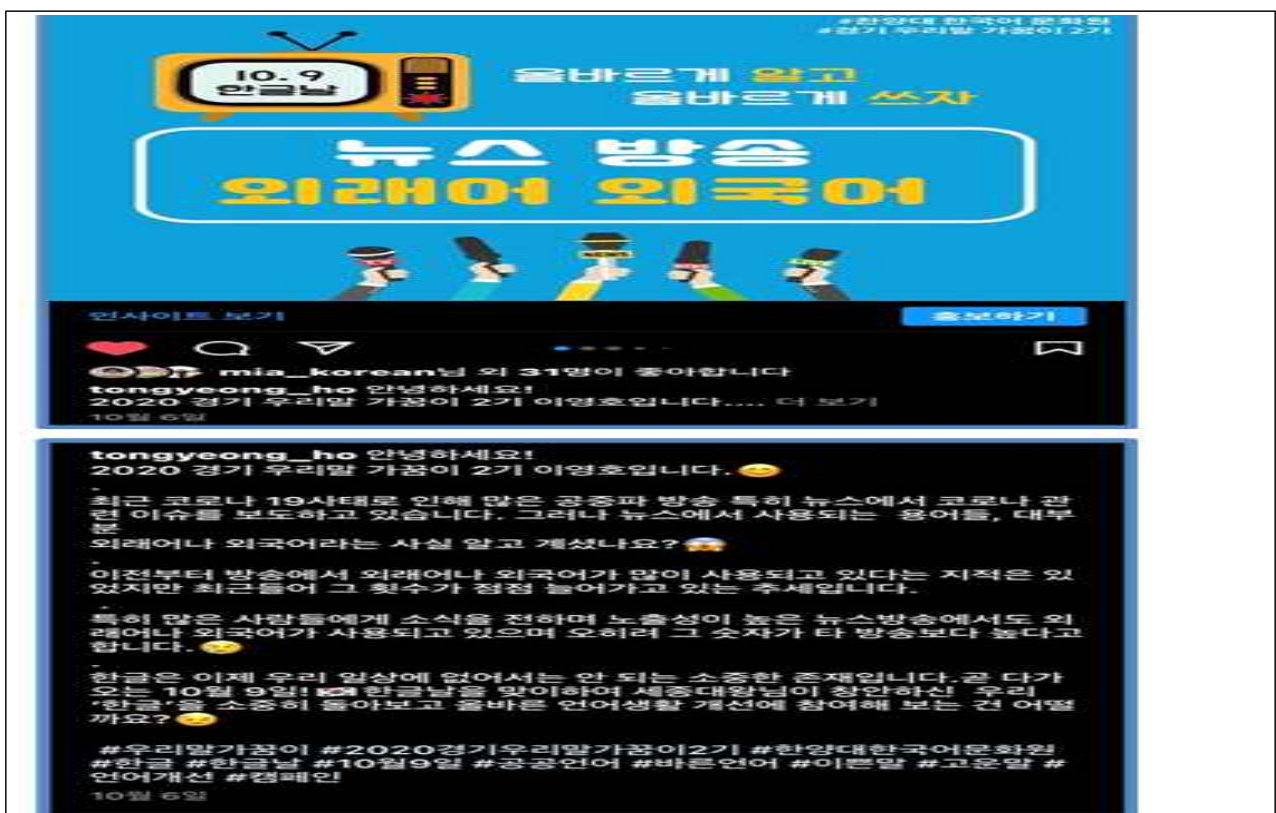 #한양대 한국어 문화원
#경기 우리말 가꿈이 2기
10. 9
한글날
올바르게 알고
올바르게 쓰자
뉴스 방송
외래어 외국어
NEWS
인사이트 보기
홍보하기
mia_korean님 외 31명이 좋아합니다
tongyeong_ho 안녕하세요!
2020 경기 우리말 가꿈이 2기 이영호입니다.... 더 보기
10월 6일
tongyeong_ho 안녕하세요!
2020 경기 우리말 가꿈이 2기 이영호입니다.😊
.
최근 코로나 19사태로 인해 많은 공중파 방송 특히 뉴스에서 코로나 관
련 이슈를 보도하고 있습니다. 그러나 뉴스에서 사용되는 용어들, 대부
분
외래어나 외국어라는 사실 알고 계셨나요?😱
.
이전부터 방송에서 외래어나 외국어가 많이 사용되고 있다는 지적은 있
었지만 최근들어 그 횟수가 점점 늘어가고 있는 추세입니다.
.
특히 많은 사람들에게 소식을 전하며 노출성이 높은 뉴스방송에서도 외
래어나 외국어가 사용되고 있으며 오히려 그 숫자가 타 방송보다 높다고
합니다.😢
.
한글은 이제 우리 일상에 없어서는 안 되는 소중한 존재입니다.곧 다가
오는 10월 9일!🇰🇷한글날을 맞이하여 세종대왕님이 창안하신 우리
'한글'을 소중히 돌아보고 올바른 언어생활 개선에 참여해 보는 건 어떨
까요?😉
#우리말가꿈이 #2020경기우리말가꿈이2기 #한양대한국어문화원
#한글 #한글날 #10월9일 #공공언어 #바른언어 #이쁜말 #고운말 #
언어개선 #캠페인
10월 6일